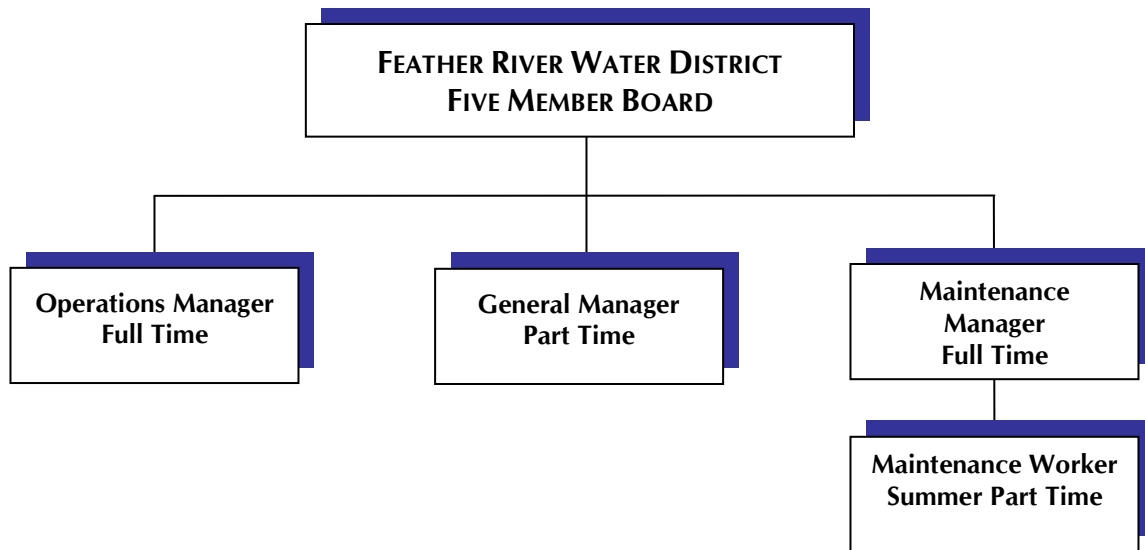 FEATHER RIVER WATER DISTRICT
FIVE MEMBER BOARD
Operations Manager
Full Time
General Manager
Part Time
Maintenance
Manager
Full Time
Maintenance Worker
Summer Part Time